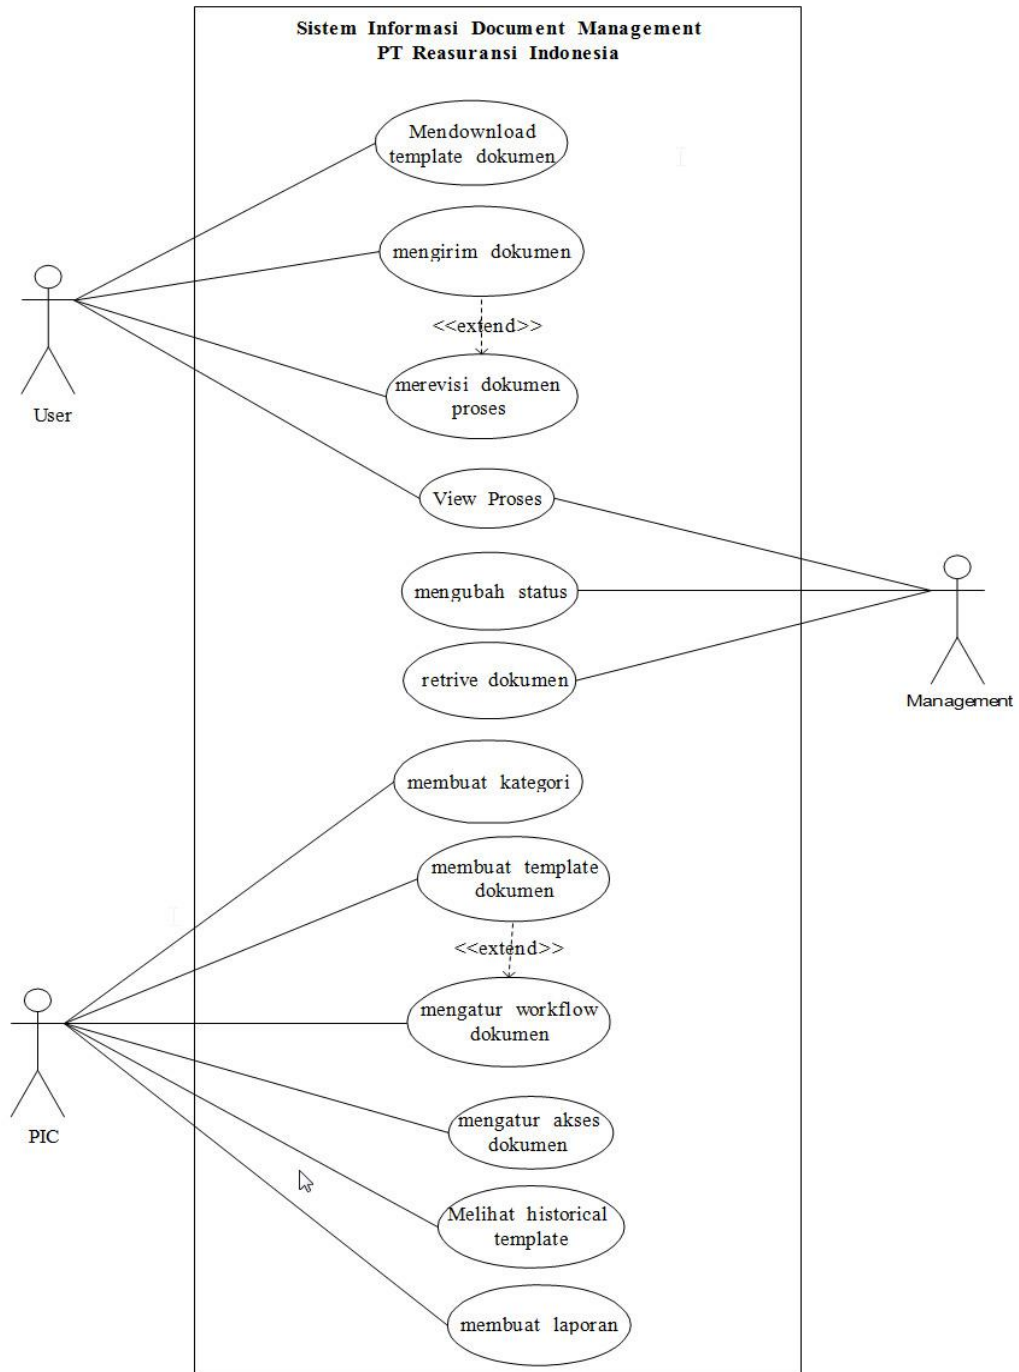 Sistem Informasi Document Management
PT Reasuransi Indonesia
Mendownload
template dokumen
mengirim dokumen
<<extend>>
merevisi dokumen
proses
User
View Proses
mengubah status
retrive dokumen
Management
membuat kategori
membuat template
dokumen
<<extend>>
mengatur workflow
dokumen
mengatur akses
dokumen
PIC
Melihat historical
template
membuat laporan